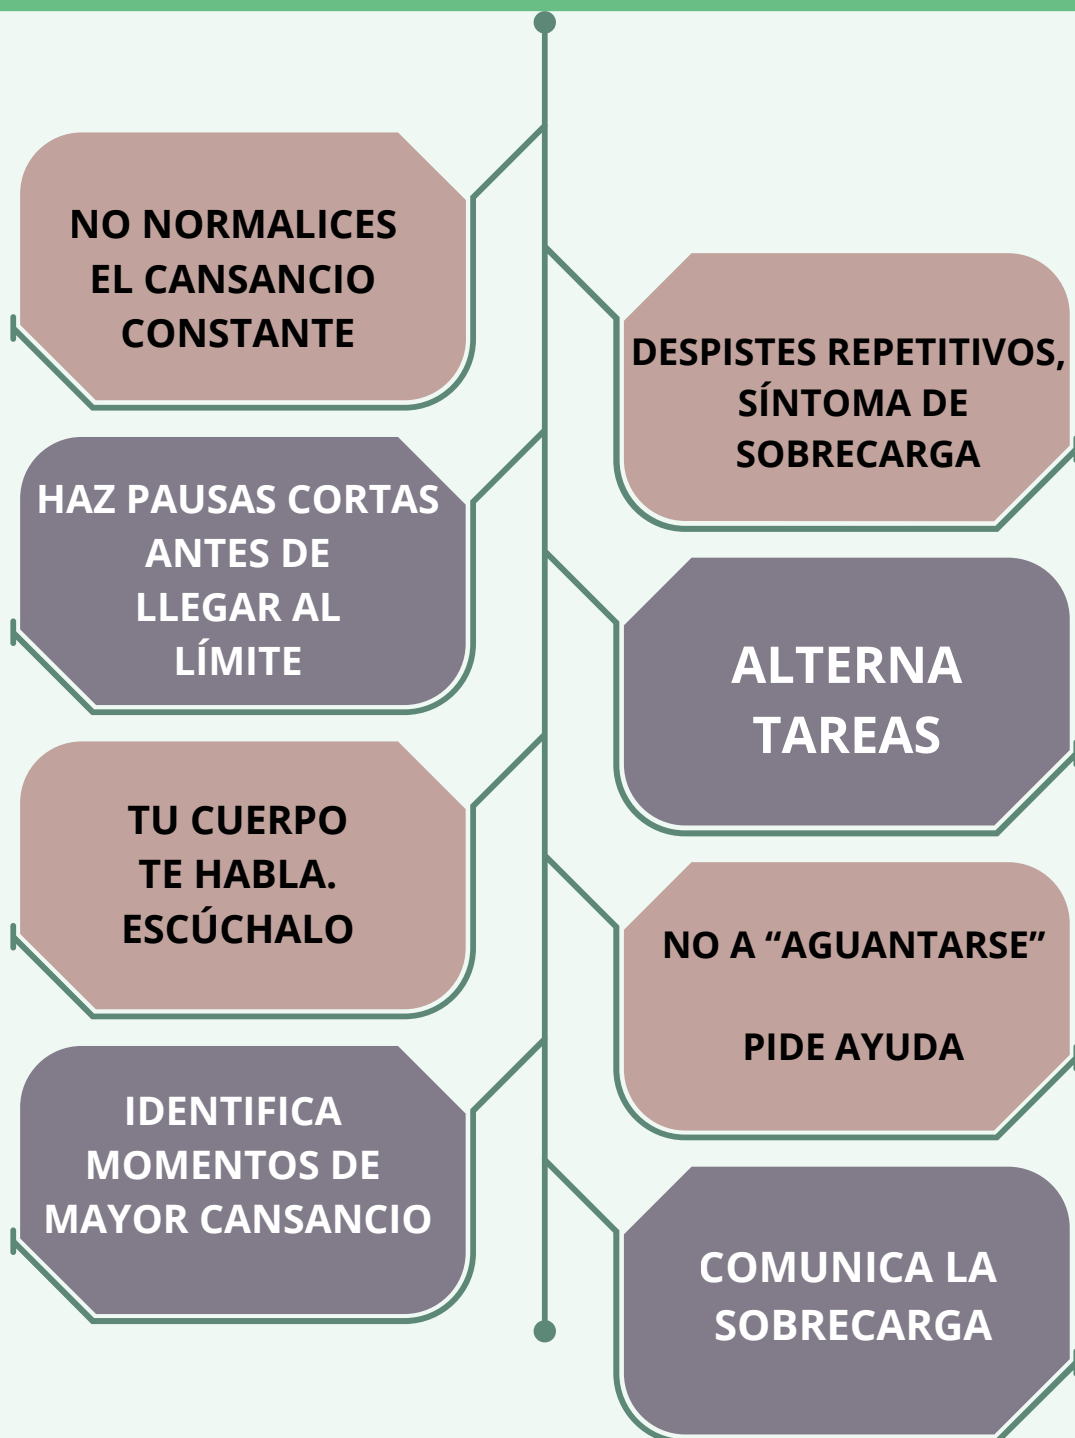 NO NORMALICES
EL CANSANCIO
CONSTANTE
DESPISTES REPETITIVOS,
SÍNTOMA DE
SOBRECARGA
HAZ PAUSAS CORTAS
ANTES DE
LLEGAR AL
LÍMITE
ALTERNA
TAREAS
TU CUERPO
TE HABLA.
ESCÚCHALO
NO A “AGUANTARSE”
PIDE AYUDA
IDENTIFICA
MOMENTOS DE
MAYOR CANSANCIO
COMUNICA LA
SOBRECARGA